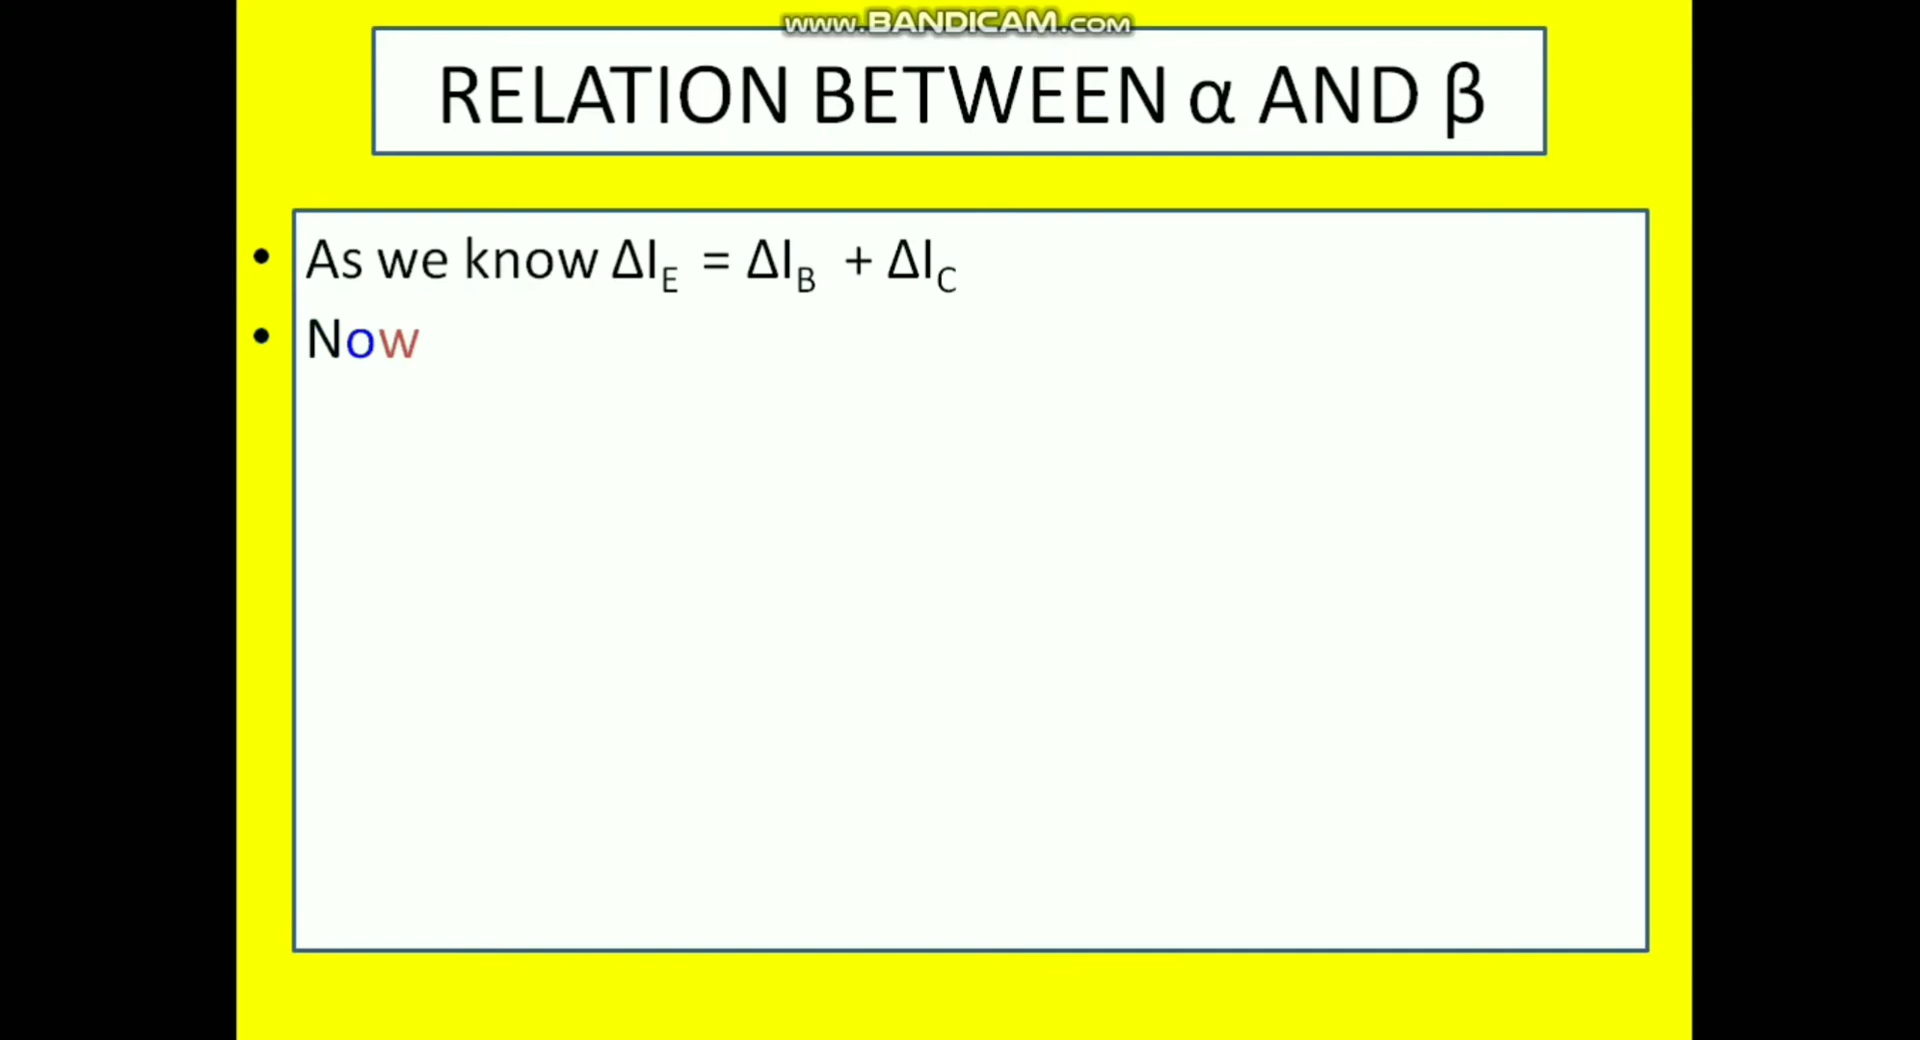 www.BANDICAM.com
RELATION BETWEEN α AND β
• As we know ΔI_E = ΔI_B + ΔI_C
• Now